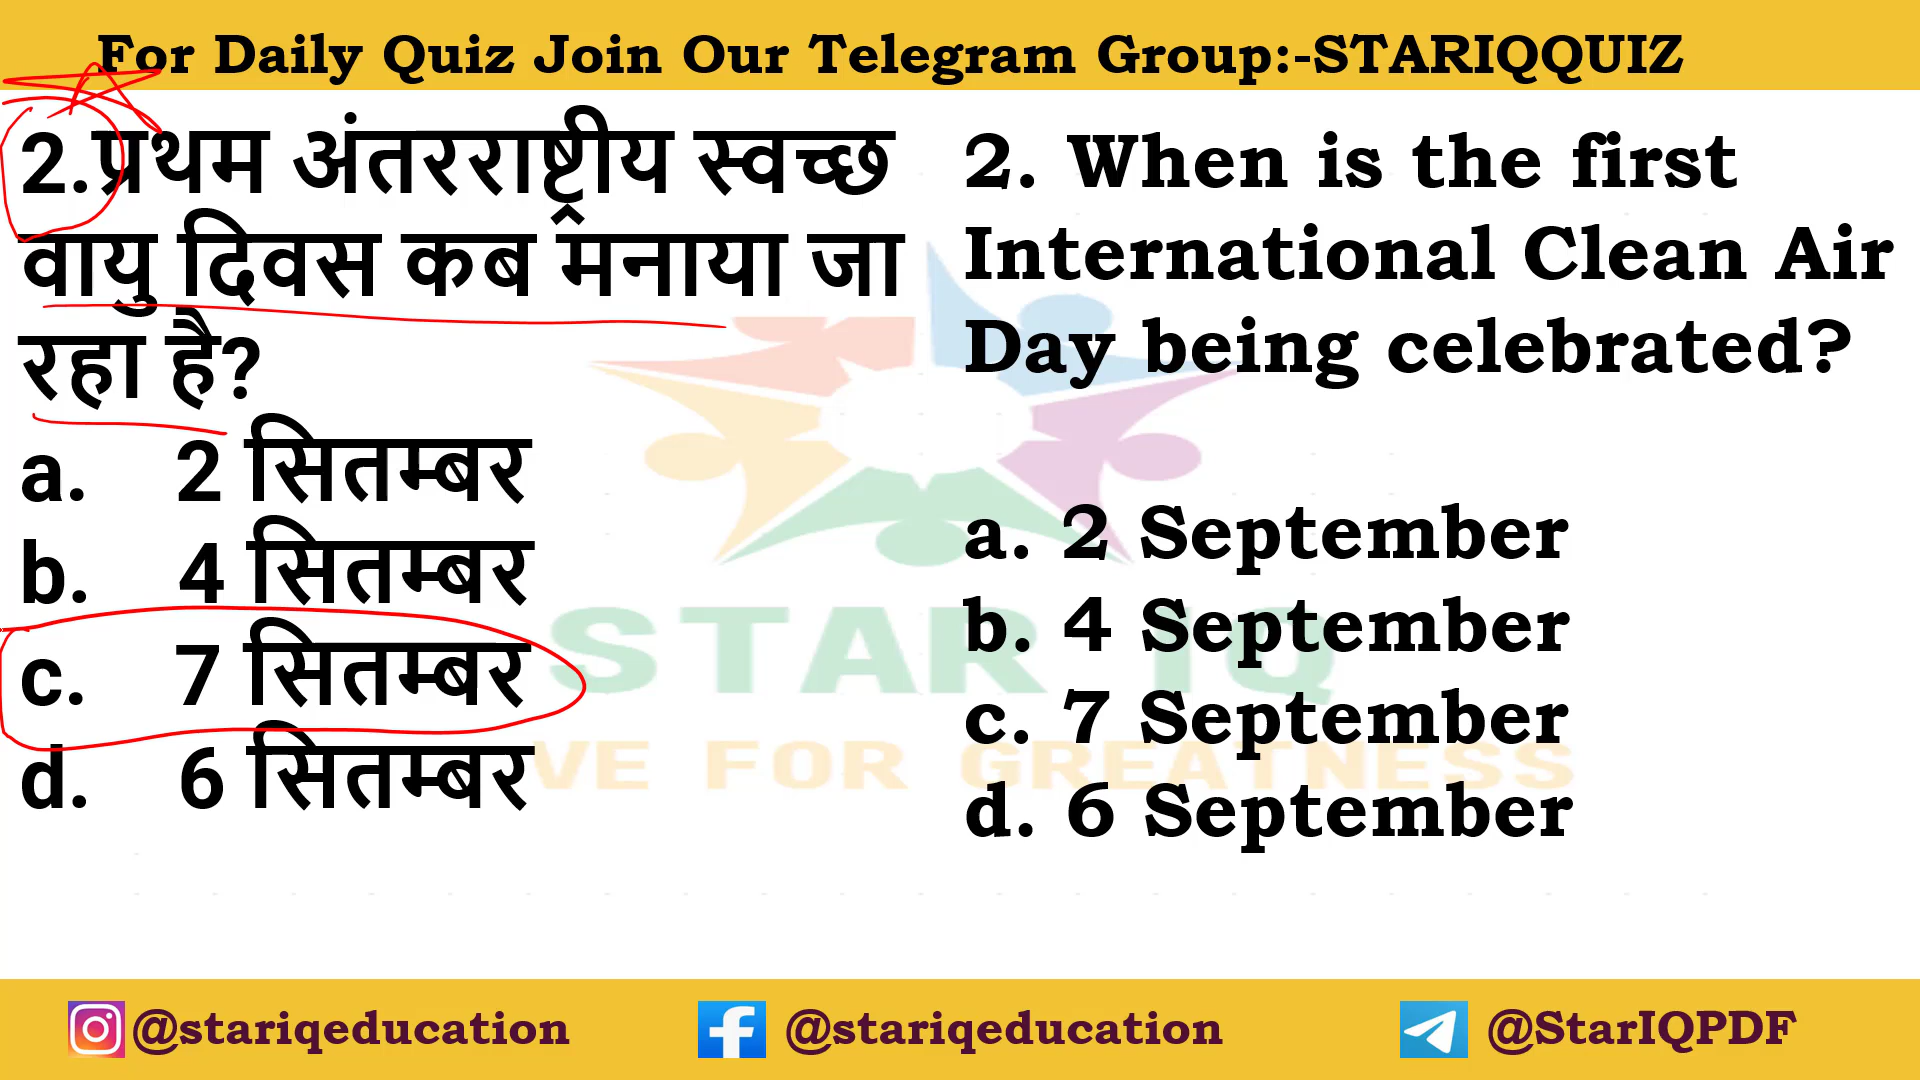 For Daily Quiz Join Our Telegram Group:-STARIQQUIZ
2.प्रथम अंतरराष्ट्रीय स्वच्छ
वायु दिवस कब मनाया जा
रहा है?
a. 2 सितम्बर
b. 4 सितम्बर
c. 7 सितम्बर
d. 6 सितम्बर
2. When is the first
International Clean Air
Day being celebrated?
a. 2 September
b. 4 September
c. 7 September
d. 6 September
STAR IQ
VE FOR GREATNESS
@stariqeducation
@stariqeducation
@StarIQPDF